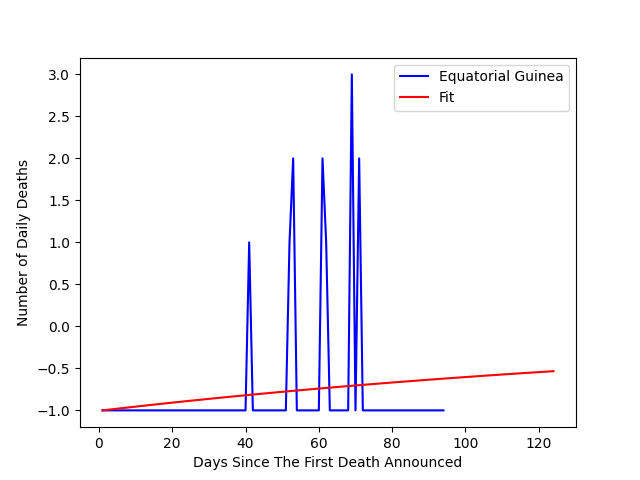 Equatorial Guinea
Fit
3.0
2.5
2.0
1.5
1.0
0.5
0.0
−0.5
−1.0
Number of Daily Deaths
0 20 40 60 80 100 120
Days Since The First Death Announced